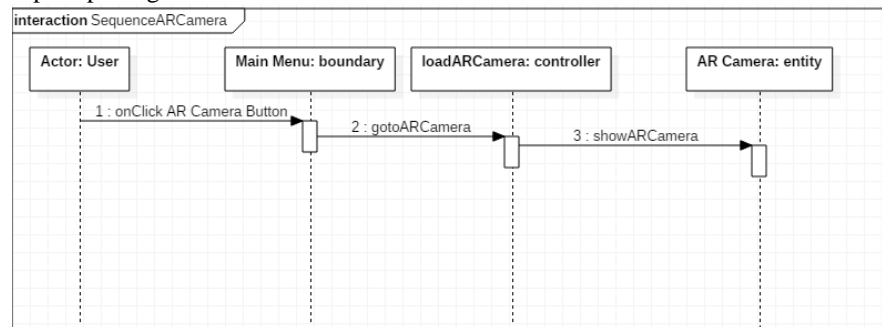 interaction SequenceARCamera
Actor: User
Main Menu: boundary
loadARCamera: controller
AR Camera: entity
1 : onClick AR Camera Button
2 : gotoARCamera
3 : showARCamera